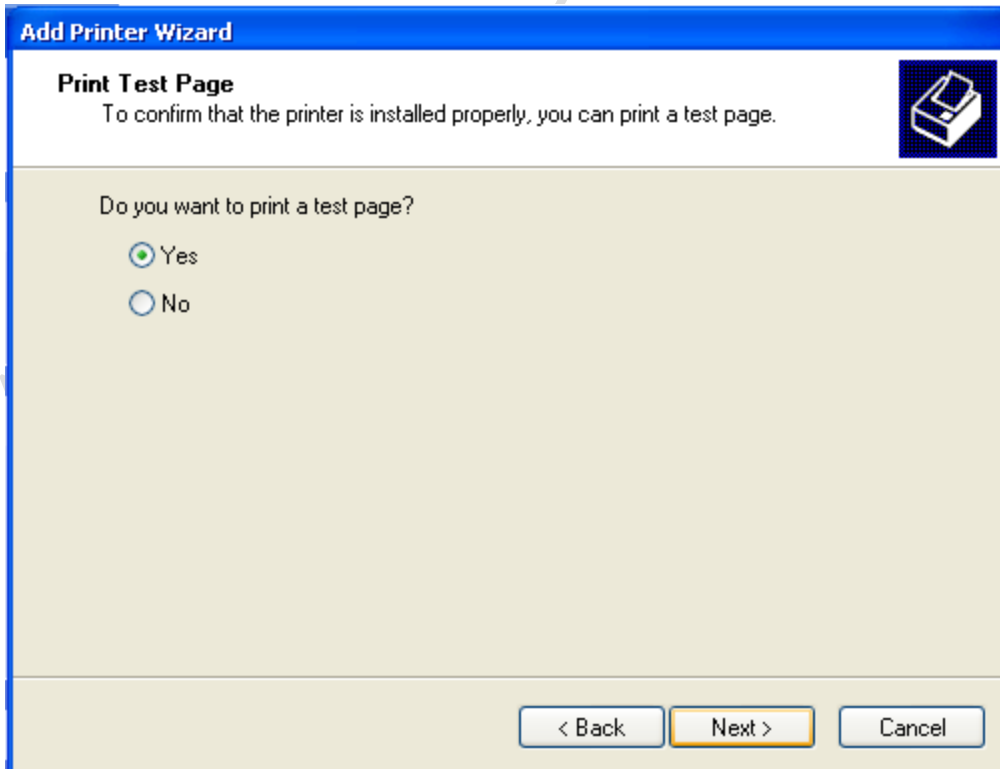 Add Printer Wizard
Print Test Page
To confirm that the printer is installed properly, you can print a test page.
Do you want to print a test page?
Yes
No
< Back Next > Cancel